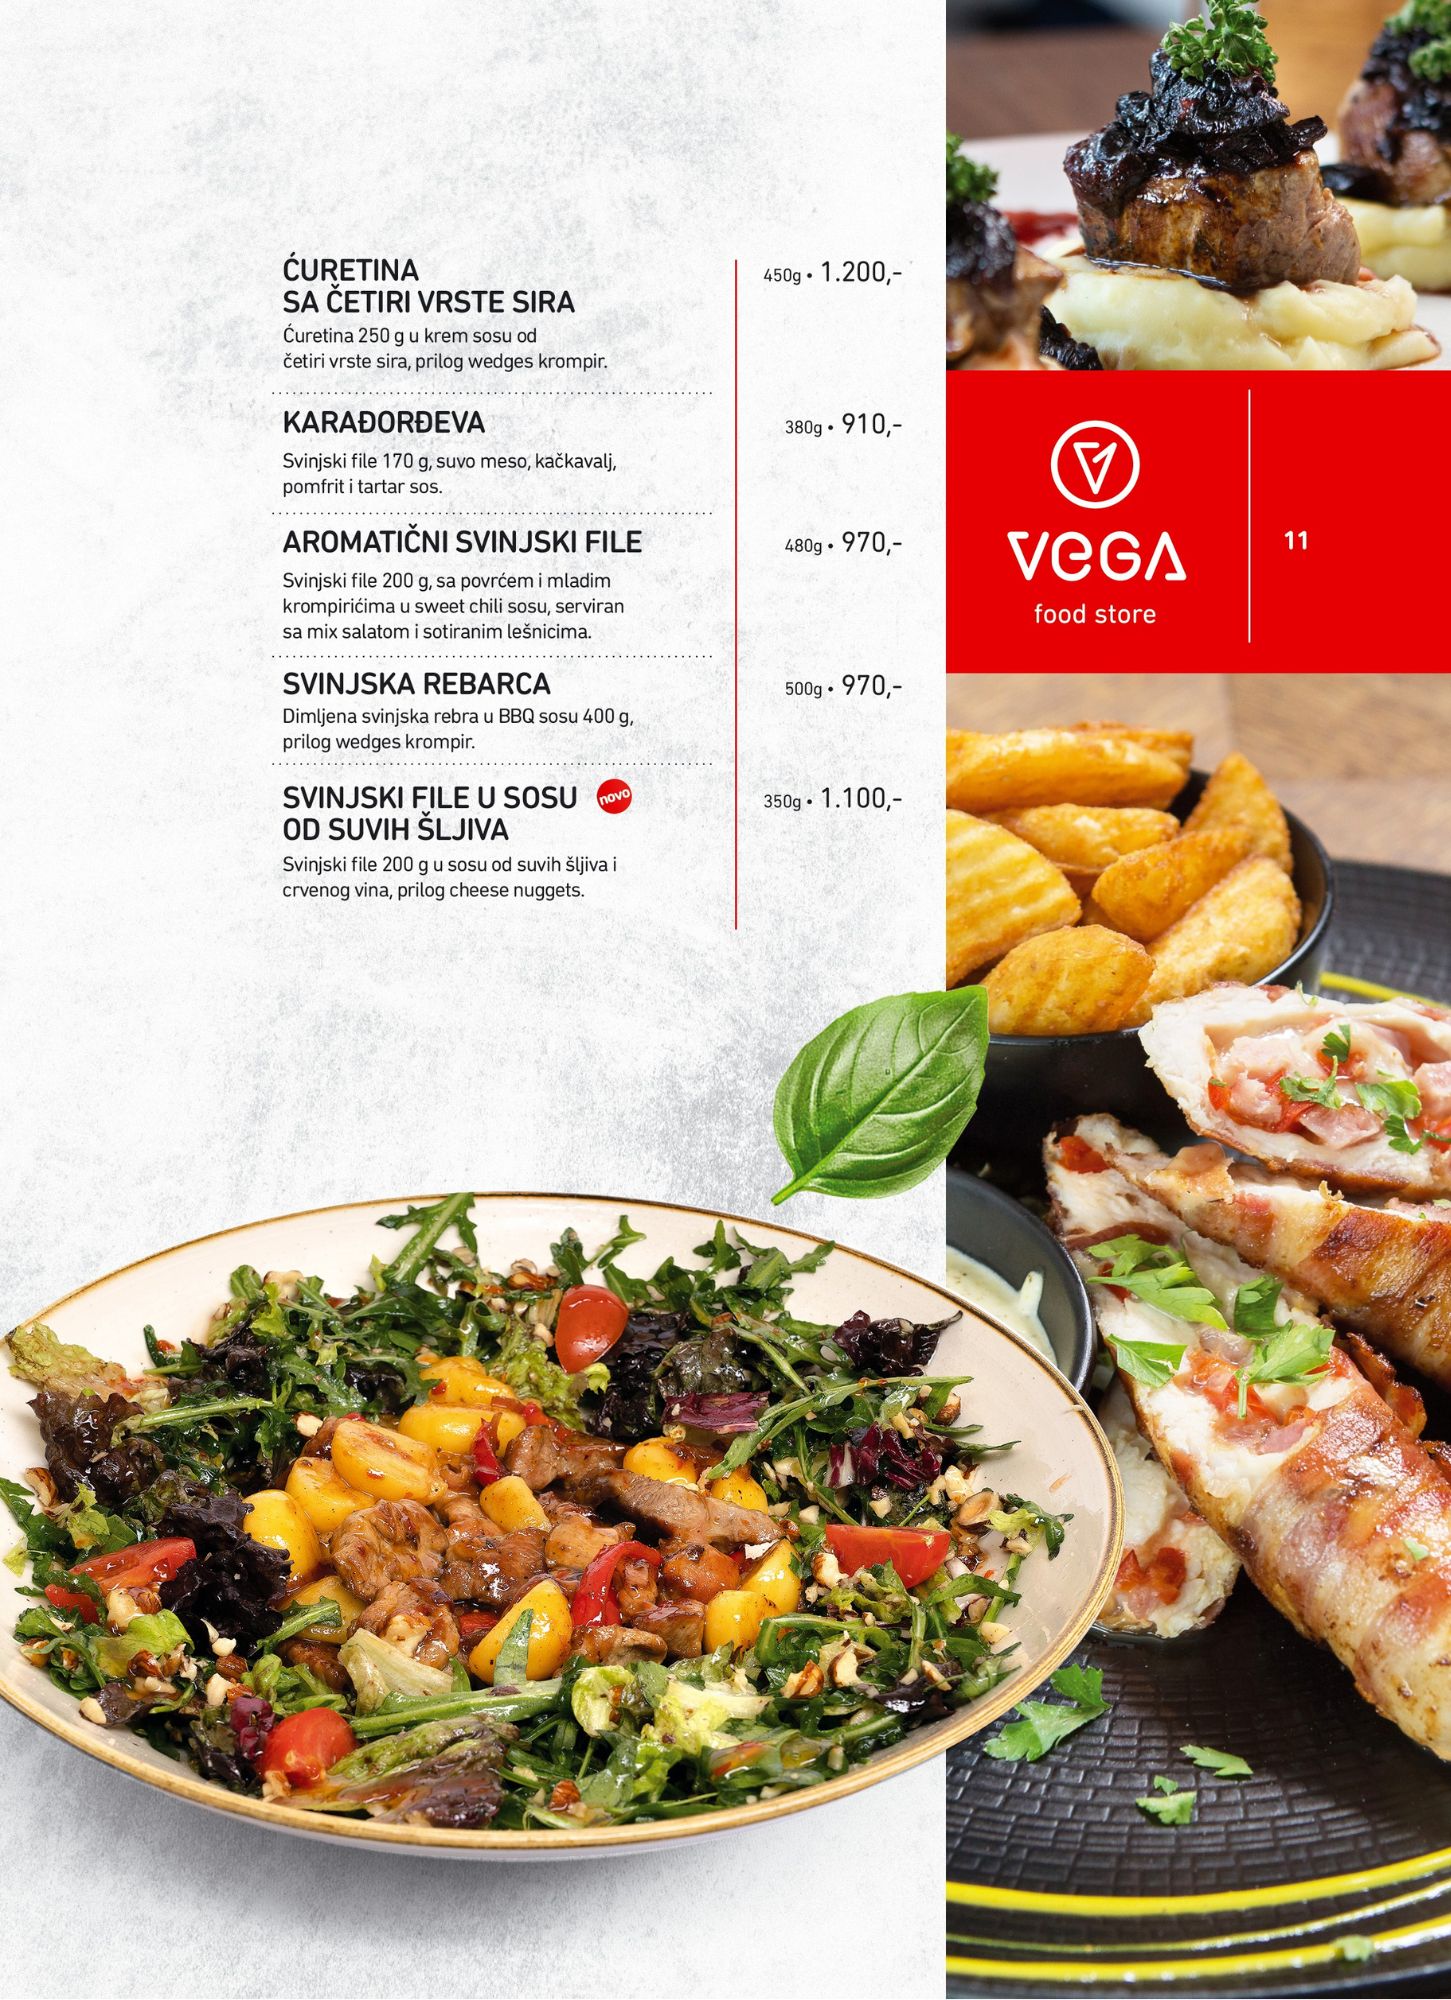 ĆURETINA
SA ČETIRI VRSTE SIRA
450g • 1.200,-
Ćuretina 250 g u krem sosu od
četiri vrste sira, prilog wedges krompir.
KARAĐORĐEVA
380g • 910,-
Svinjski file 170 g, suvo meso, kačkavalj,
pomfrit i tartar sos.
AROMATIČNI SVINJSKI FILE
480g • 970,-
Svinjski file 200 g, sa povrćem i mladim
krompirićima u sweet chili sosu, serviran
sa mix salatom i sotiranim lešnicima.
SVINJSKA REBARCA
500g • 970,-
Dimljena svinjska rebra u BBQ sosu 400 g,
prilog wedges krompir.
SVINJSKI FILE U SOSU
novo
OD SUVIH ŠLJIVA
350g • 1.100,-
Svinjski file 200 g u sosu od suvih šljiva i
crvenog vina, prilog cheese nuggets.
VeGA
food store
11